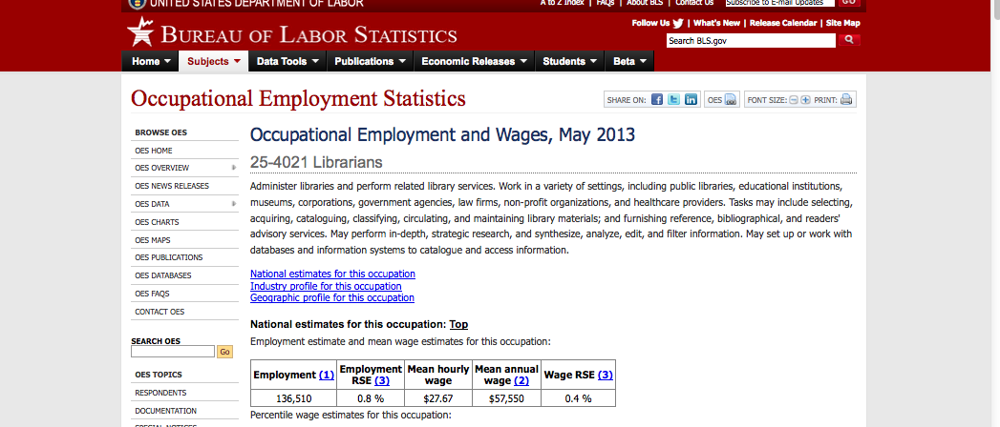 UNITED STATES DEPARTMENT OF LABOR
A to Z Index | FAQs | About BLS | Contact Us Subscribe to E-mail Updates GO
Follow Us | What's New | Release Calendar | Site Map
BUREAU OF LABOR STATISTICS
Search BLS.gov
Home Subjects Data Tools Publications Economic Releases Students Beta
Occupational Employment Statistics
SHARE ON: OES FONT SIZE: PRINT:
BROWSE OES
OES HOME
OES OVERVIEW
OES NEWS RELEASES
OES DATA
OES CHARTS
OES MAPS
OES PUBLICATIONS
OES DATABASES
OES FAQS
CONTACT OES
SEARCH OES
Go
OES TOPICS
RESPONDENTS
DOCUMENTATION
SPECIAL NOTICES
Occupational Employment and Wages, May 2013
25-4021 Librarians
Administer libraries and perform related library services. Work in a variety of settings, including public libraries, educational institutions,
museums, corporations, government agencies, law firms, non-profit organizations, and healthcare providers. Tasks may include selecting,
acquiring, cataloguing, classifying, circulating, and maintaining library materials; and furnishing reference, bibliographical, and readers'
advisory services. May perform in-depth, strategic research, and synthesize, analyze, edit, and filter information. May set up or work with
databases and information systems to catalogue and access information.
National estimates for this occupation
Industry profile for this occupation
Geographic profile for this occupation
National estimates for this occupation: Top
Employment estimate and mean wage estimates for this occupation:
Employment (1) Employment RSE (3) Mean hourly wage Mean annual wage (2) Wage RSE (3)
136,510 0.8 % $27.67 $57,550 0.4 %
Percentile wage estimates for this occupation: